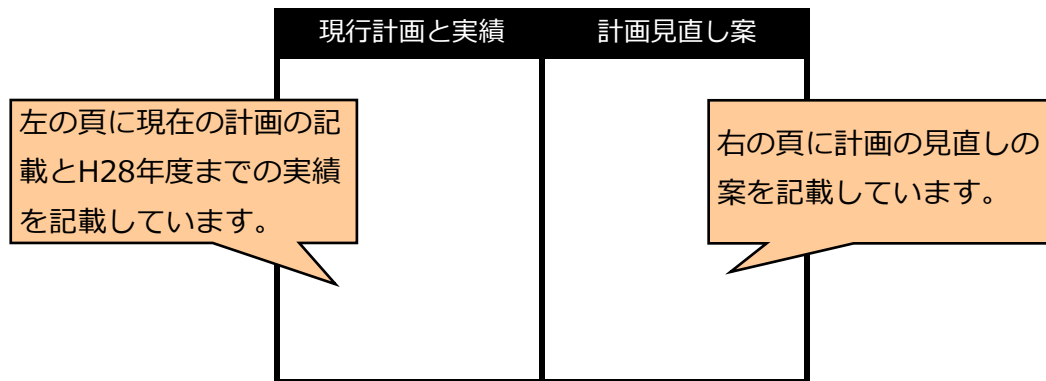 現行計画と実績
計画見直し案
左の頁に現在の計画の記
載とH28年度までの実績
を記載しています。
右の頁に計画の見直しの
案を記載しています。